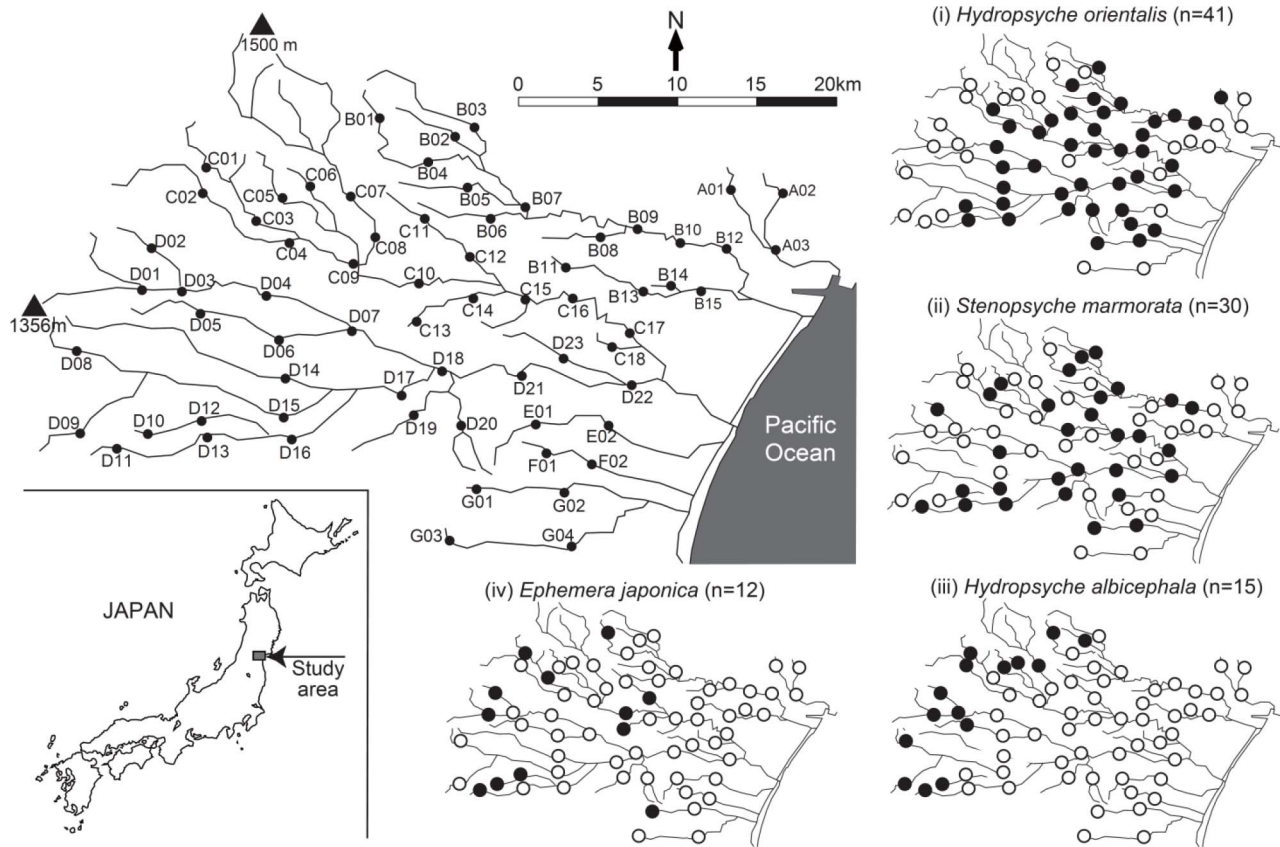 1500 m
N
0 5 10 20km
B01
B03
B02
B04
B05
B07
B06
B08
B09
B10
B12
B11
B13
B14
B15
A01
A02
A03
C01
C02
C05
C06
C03
C04
C07
C08
C09
C10
C11
C12
C13
C14
C15
C16
C17
C18
D02
D01
D03
D04
D05
D06
D07
1356m
D08
D14
D09
D10
D12
D15
D11
D13
D16
D17
D18
D19
D20
D21
D22
D23
E01
E02
F01
F02
G01
G02
G03
G04
Pacific
Ocean
JAPAN
Study
area
(i) Hydropsyche orientalis (n=41)
(ii) Stenopsyche marmorata (n=30)
(iv) Ephemera japonica (n=12)
(iii) Hydropsyche albicephala (n=15)